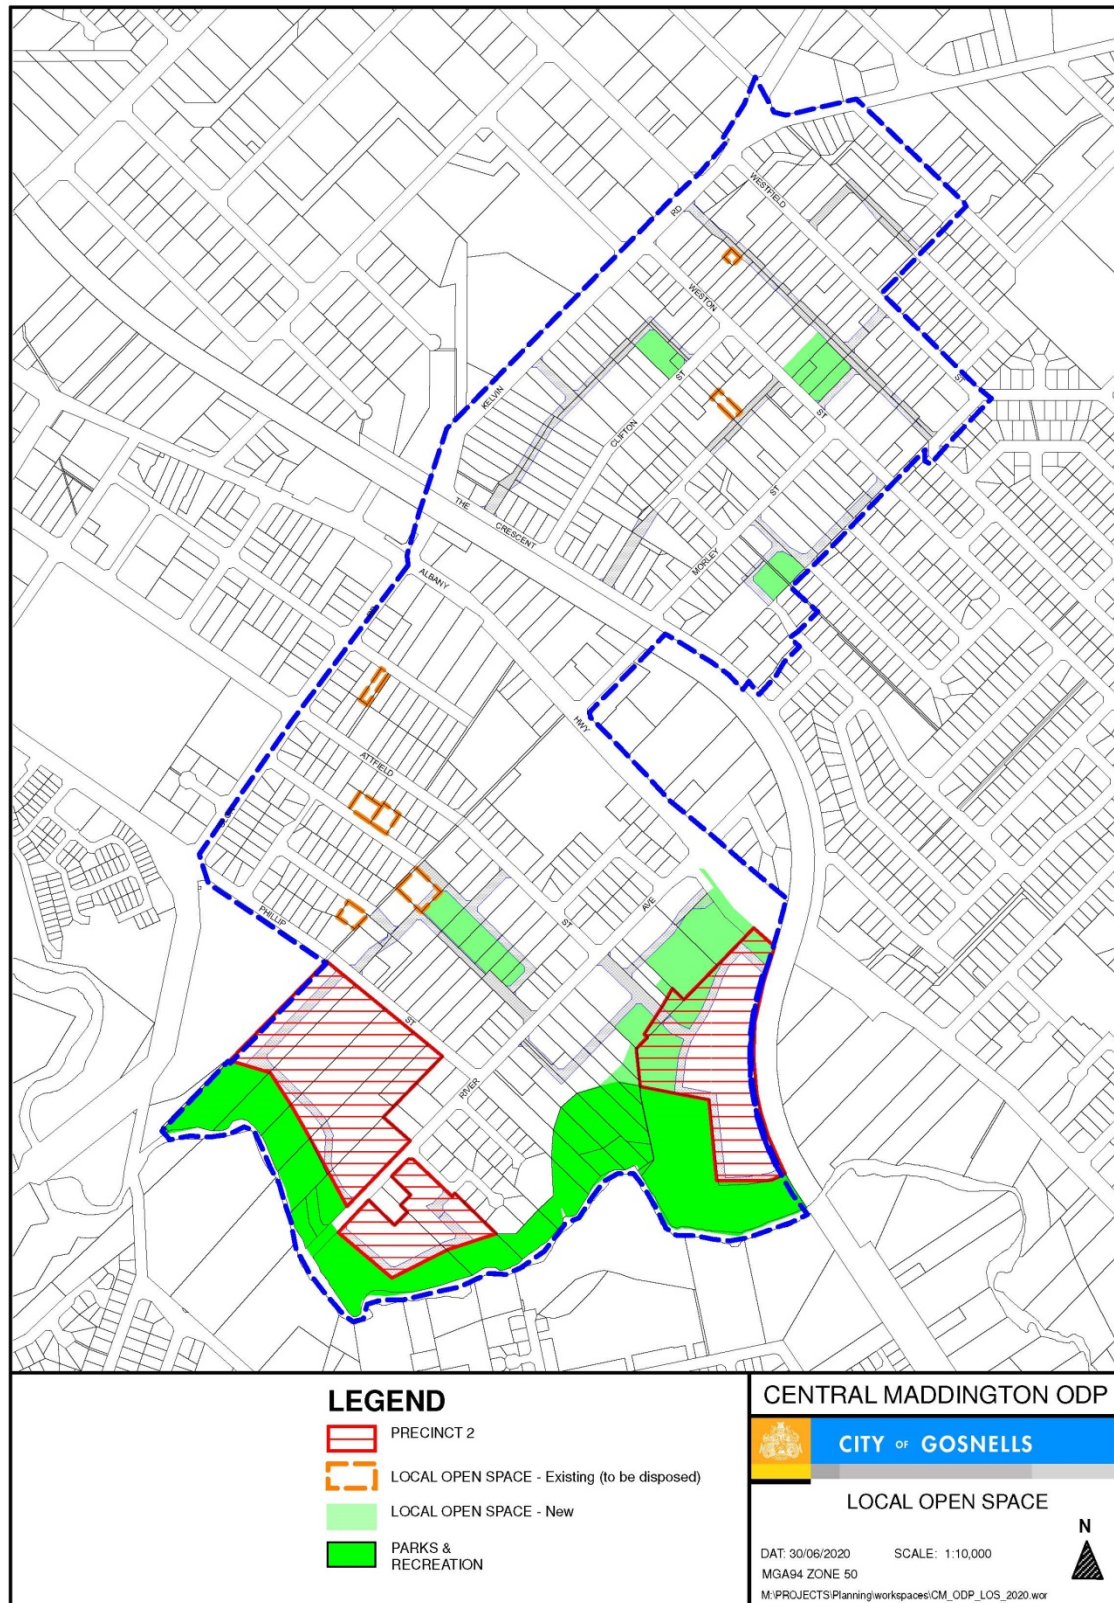 WESTFIELD
RD
WESTON
KELVIN
ST
CLIFTON
ST
ST
ST
THE
CRESCENT
MORLEY
ALBANY
HWY
ATTFIELD
AVE
ST
PHILLIP
ST
RIVER
LEGEND
PRECINCT 2
LOCAL OPEN SPACE - Existing (to be disposed)
LOCAL OPEN SPACE - New
PARKS &
RECREATION
CENTRAL MADDINGTON ODP
CITY OF GOSNELLS
LOCAL OPEN SPACE
N
DAT: 30/06/2020 SCALE: 1:10,000
MGA94 ZONE 50
M:\PROJECTS\Planning\workspaces\CM_ODP_LOS_2020.wor